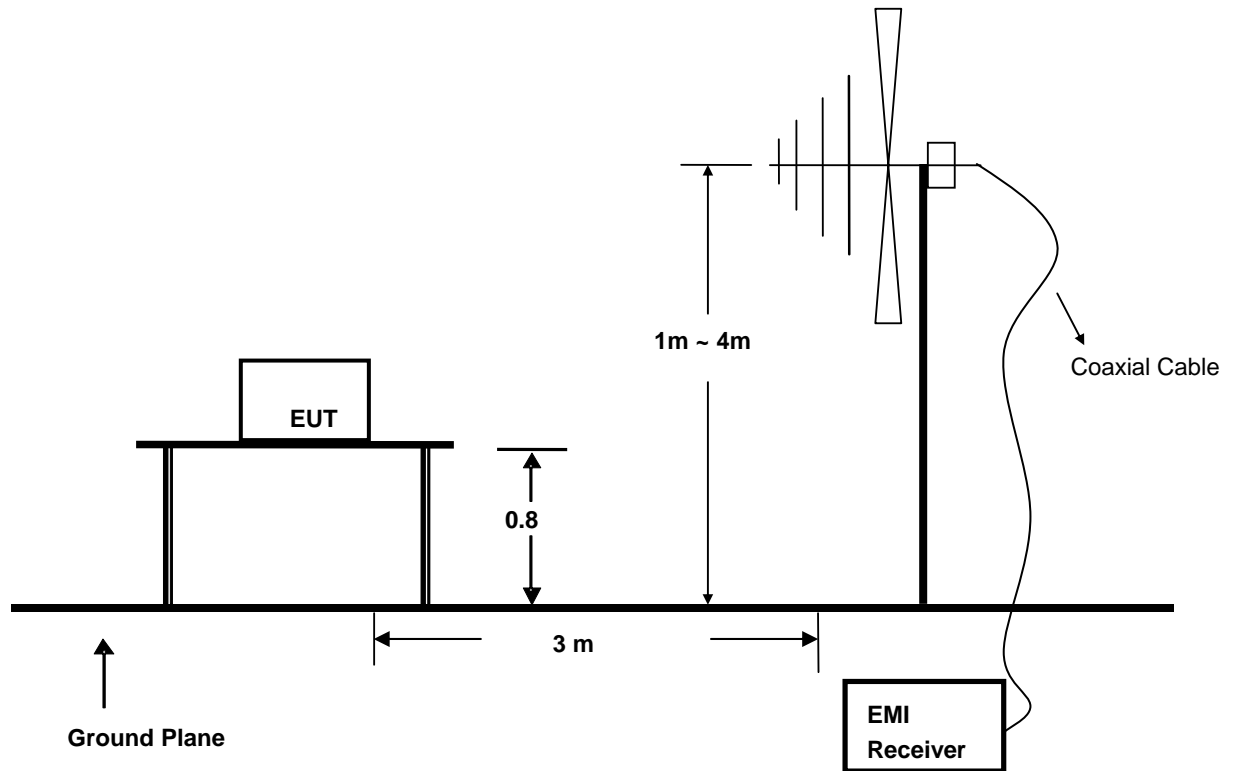 1m ~ 4m
Coaxial Cable
EUT
0.8
3 m
Ground Plane
EMI
Receiver